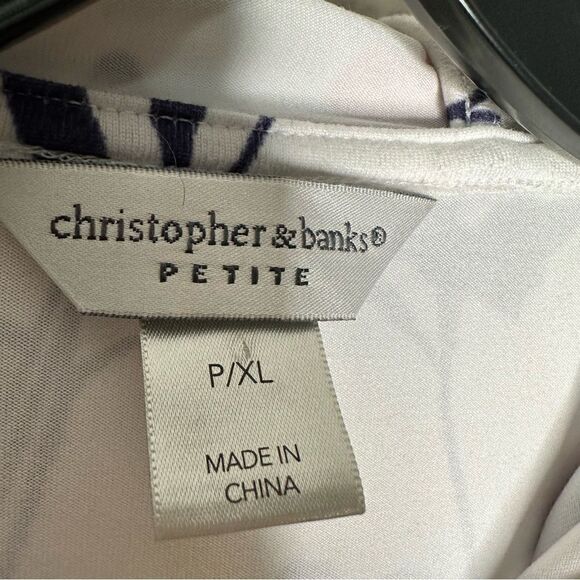 christopher & banks®
PETITE
P/XL
MADE IN
CHINA